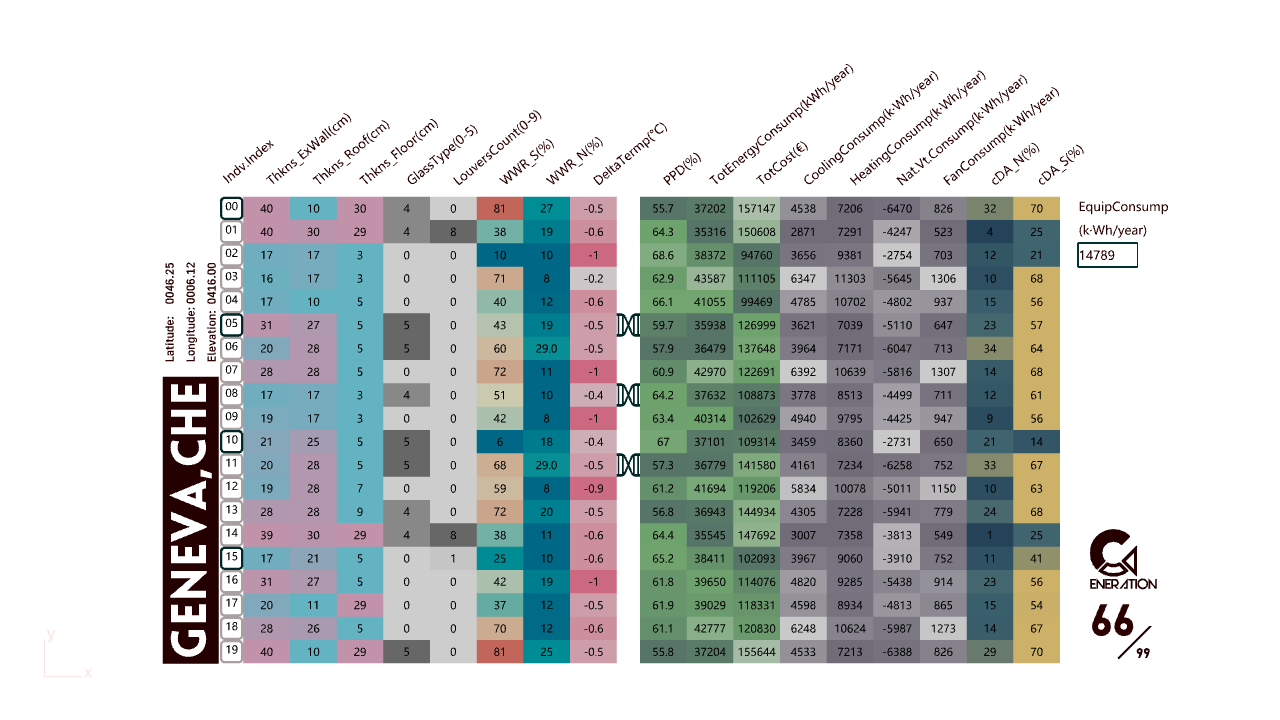 Indv.Index Thkns_ExWall(cm) Thkns_Roof(cm) Thkns_Floor(cm) GlassType(0-5) LouversCount(0-9) WWR_S(%) WWR_N(%) DeltaTermp(°C) PPD(%) TotEnergyConsump(kWh/year) TotCost(€) CoolingConsump(k·Wh/year) HeatingConsump(k·Wh/year) Nat.Vt.Consump(k·Wh/year) FanConsump(k·Wh/year) cDA_N(%) cDA_S(%)
00 40 10 30 4 0 81 27 -0.5 55.7 37202 157147 4538 7206 -6470 826 32 70
01 40 30 29 4 8 38 19 -0.6 64.3 35316 150608 2871 7291 -4247 523 4 25
02 17 17 3 0 0 10 10 -1 68.6 38372 94760 3656 9381 -2754 703 12 21
03 16 17 3 0 0 71 8 -0.2 62.9 43587 111105 6347 11303 -5645 1306 10 68
04 17 10 5 0 0 40 12 -0.6 66.1 41055 99469 4785 10702 -4802 937 15 56
05 31 27 5 5 0 43 19 -0.5 59.7 35938 126999 3621 7039 -5110 647 23 57
06 20 28 5 5 0 60 29.0 -0.5 57.9 36479 137648 3964 7171 -6047 713 34 64
07 28 28 5 0 0 72 11 -1 60.9 42970 122691 6392 10639 -5816 1307 14 68
08 17 17 3 4 0 51 10 -0.4 64.2 37632 108873 3778 8513 -4499 711 12 61
09 19 17 3 0 0 42 8 -1 63.4 40314 102629 4940 9795 -4425 947 9 56
10 21 25 5 5 0 6 18 -0.4 67 37101 109314 3459 8360 -2731 650 21 14
11 20 28 5 5 0 68 29.0 -0.5 57.3 36779 141580 4161 7234 -6258 752 33 67
12 19 28 7 0 0 59 8 -0.9 61.2 41694 119206 5834 10078 -5011 1150 10 63
13 28 28 9 4 0 72 20 -0.5 56.8 36943 144934 4305 7228 -5941 779 24 68
14 39 30 29 4 8 38 11 -0.6 64.4 35545 147692 3007 7358 -3813 549 1 25
15 17 21 5 0 1 25 10 -0.6 65.2 38411 102093 3967 9060 -3910 752 11 41
16 31 27 5 0 0 42 19 -1 61.8 39650 114076 4820 9285 -5438 914 23 56
17 20 11 29 0 0 37 12 -0.5 61.9 39029 118331 4598 8934 -4813 865 15 54
18 28 26 5 0 0 70 12 -0.6 61.1 42777 120830 6248 10624 -5987 1273 14 67
19 40 10 29 5 0 81 25 -0.5 55.8 37204 155644 4533 7213 -6388 826 29 70
EquipConsump
(k·Wh/year)
14789
Latitude: 0046.25
Longitude: 0006.12
Elevation: 0416.00
GENEVA,CHE
ENERATION
66/99
y
x